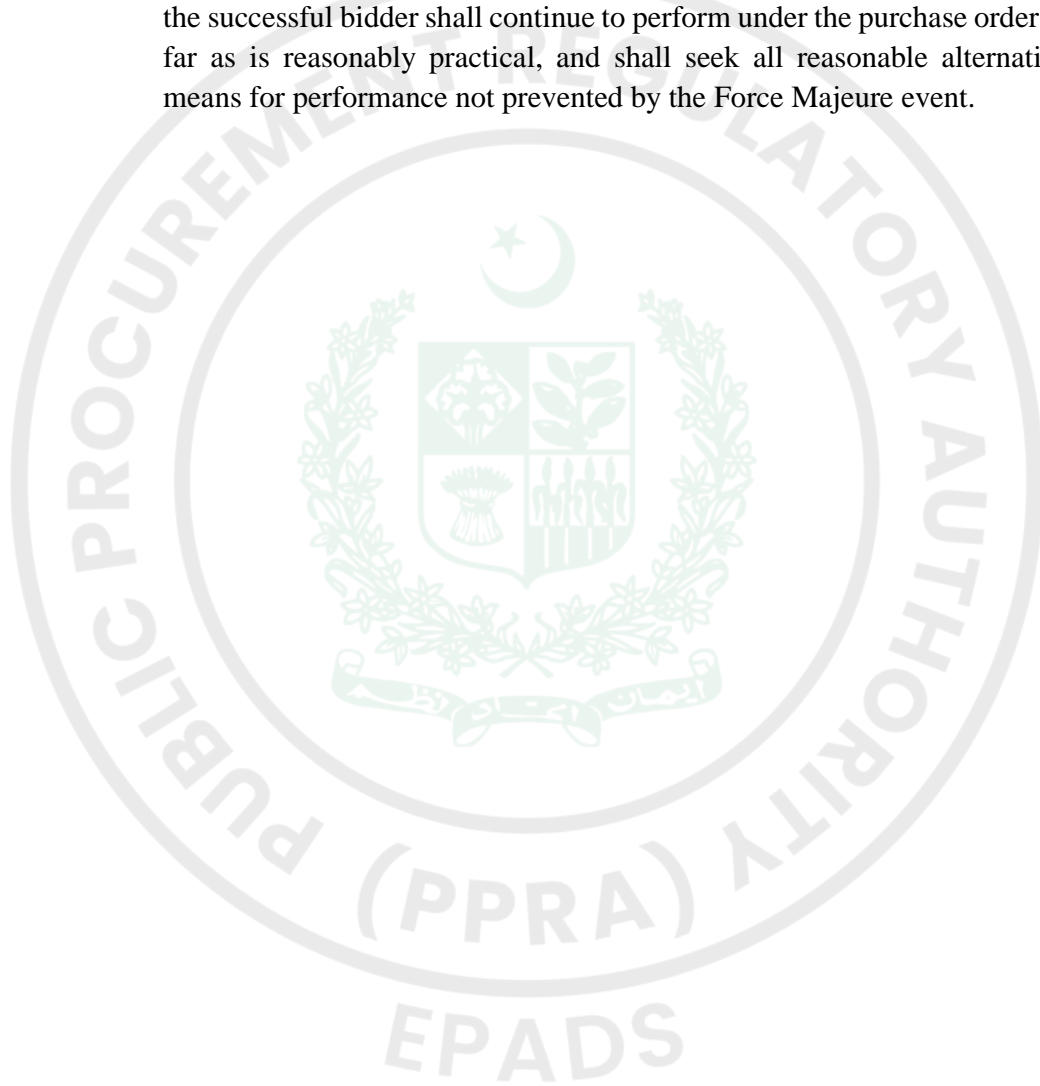 the successful bidder shall continue to perform under the purchase order
far as is reasonably practical, and shall seek all reasonable alternati
means for performance not prevented by the Force Majeure event.
PUBLIC PROCUREMENT REGULATORY AUTHORITY
(PPRA)
EPADS